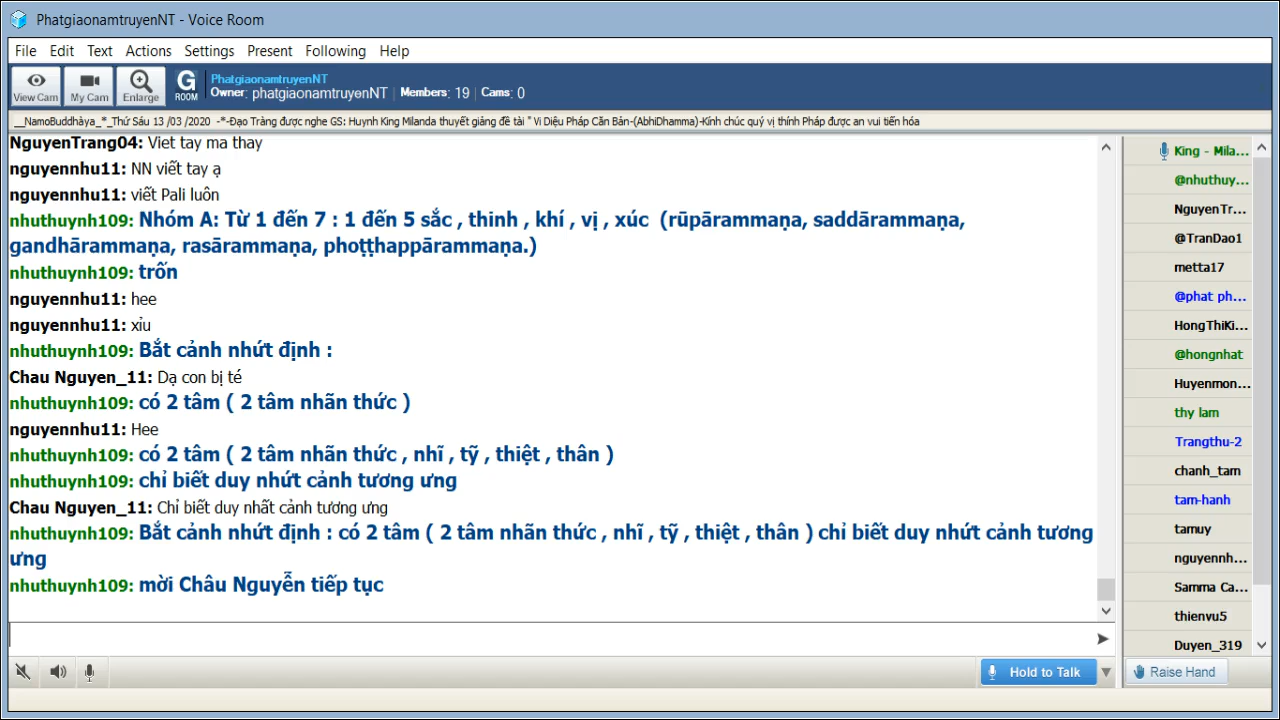 PhatgiaonamtruyenNT - Voice Room
File Edit Text Actions Settings Present Following Help
View Cam My Cam Enlarge G ROOM
PhatgiaonamtruyenNT
Owner: phatgiaonamtruyenNT Members: 19 Cams: 0
__NamoBuddhàya_*_Thứ Sáu 13 /03 /2020 -*-Đạo Tràng được nghe GS: Huynh King Milanda thuyết giảng đề tài " Vi Diệu Pháp Căn Bản-(AbhiDhamma)-Kính chúc quý vị thính Pháp được an vui tiến hóa
NguyenTrang04: Viet tay ma thay
nguyennhu11: NN viết tay ạ
nguyennhu11: viết Pali luôn
nhuthuynh109: Nhóm A: Từ 1 đến 7 : 1 đến 5 sắc , thinh , khí , vị , xúc (rūpārammaṇa, saddārammaṇa,
gandhārammaṇa, rasārammaṇa, phoṭṭhappārammaṇa.)
nhuthuynh109: trốn
nguyennhu11: hee
nguyennhu11: xỉu
nhuthuynh109: Bắt cảnh nhứt định :
Chau Nguyen_11: Dạ con bị té
nhuthuynh109: có 2 tâm ( 2 tâm nhãn thức )
nguyennhu11: Hee
nhuthuynh109: có 2 tâm ( 2 tâm nhãn thức , nhĩ , tỹ , thiệt , thân )
nhuthuynh109: chỉ biết duy nhứt cảnh tương ưng
Chau Nguyen_11: Chỉ biết duy nhất cảnh tương ưng
nhuthuynh109: Bắt cảnh nhứt định : có 2 tâm ( 2 tâm nhãn thức , nhĩ , tỹ , thiệt , thân ) chỉ biết duy nhứt cảnh tương
ưng
nhuthuynh109: mời Châu Nguyễn tiếp tục
King - Mila...
@nhuthuy...
NguyenTr...
@TranDao1
metta17
@phat ph...
HongThiKi...
@hongnhat
Huyenmon...
thy lam
Trangthu-2
chanh_tam
tam-hanh
tamuy
nguyennh...
Samma Ca...
thienvu5
Duyen_319
Hold to Talk
Raise Hand